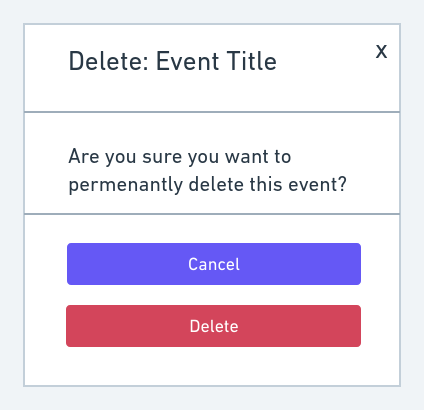 Delete: Event Title
x
Are you sure you want to
permenantly delete this event?
Cancel
Delete